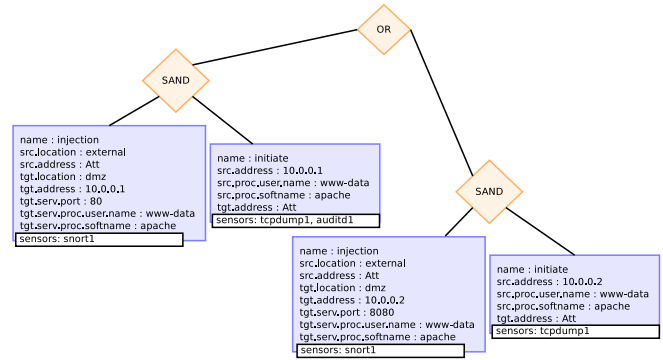 OR
SAND
name : injection
src.location : external
src.address : Att
tgt.location : dmz
tgt.address : 10.0.0.1
tgt.serv.port : 80
tgt.serv.proc.user.name : www-data
tgt.serv.proc.softname : apache
sensors: snort1
name : initiate
src.address : 10.0.0.1
src.proc.user.name : www-data
src.proc.softname : apache
tgt.address : Att
sensors: tcpdump1, auditd1
SAND
name : injection
src.location : external
src.address : Att
tgt.location : dmz
tgt.address : 10.0.0.2
tgt.serv.port : 8080
tgt.serv.proc.user.name : www-data
tgt.serv.proc.softname : apache
sensors: snort1
name : initiate
src.address : 10.0.0.2
src.proc.user.name : www-data
src.proc.softname : apache
tgt.address : Att
sensors: tcpdump1